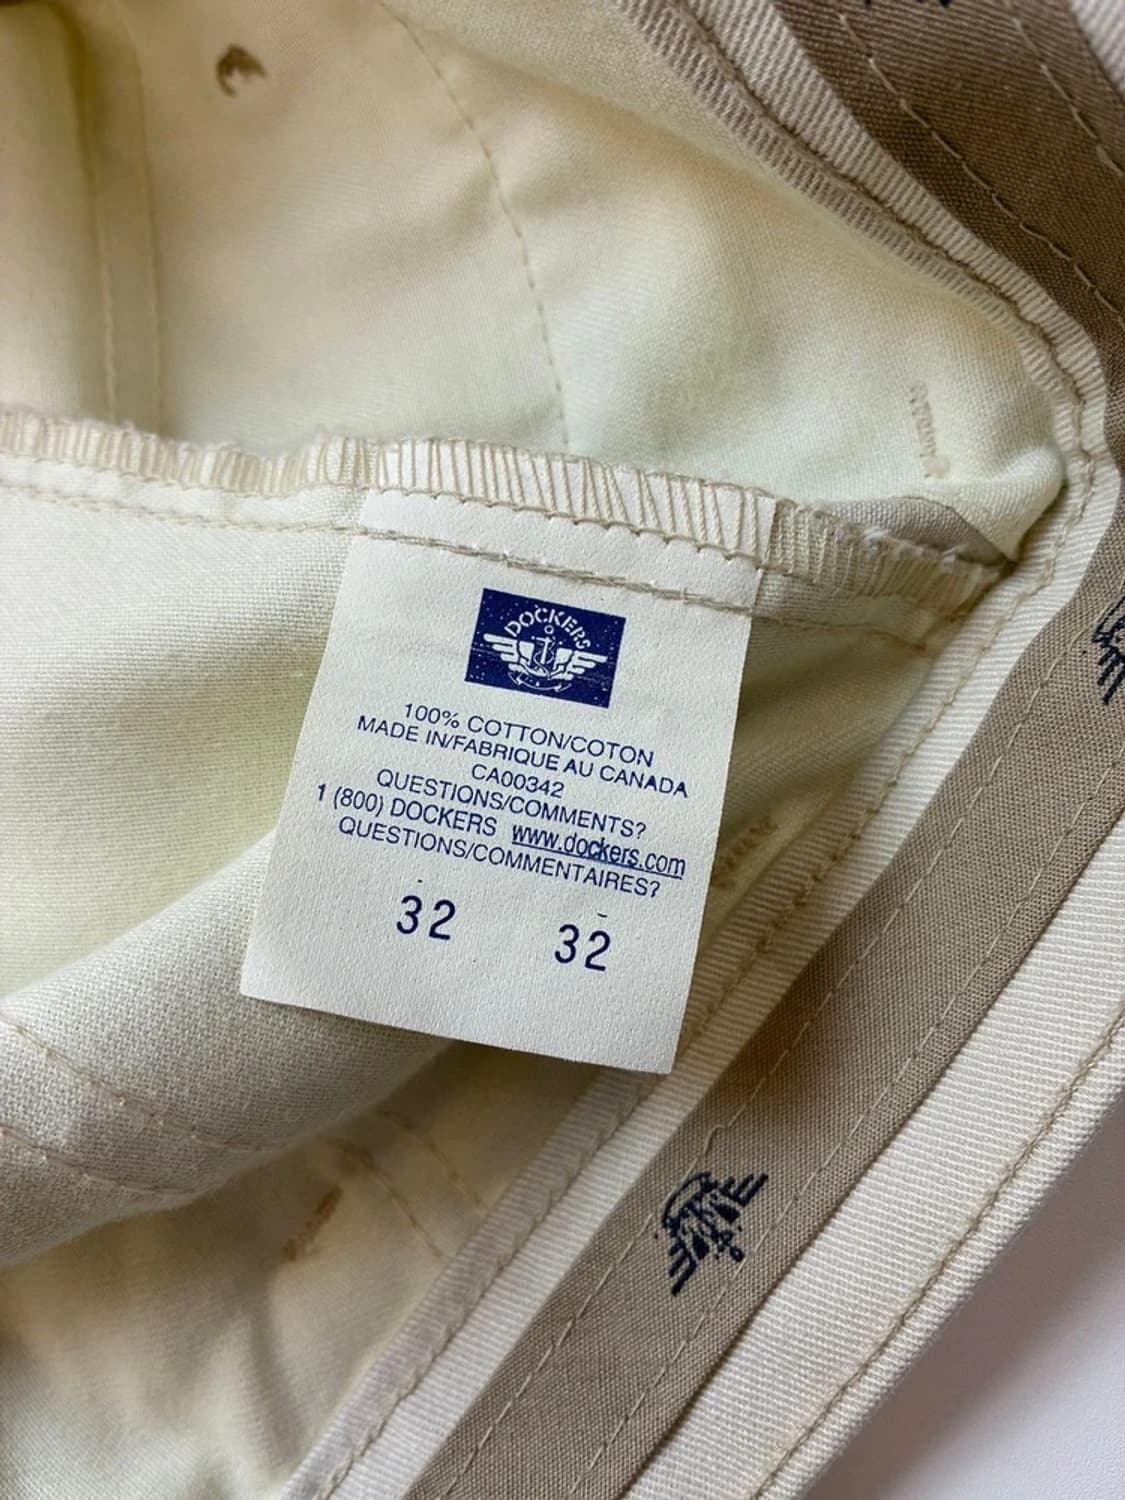 DOCKERS
100% COTTON/COTON
MADE IN/FABRIQUE AU CANADA
CA00342
QUESTIONS/COMMENTS?
1 (800) DOCKERS www.dockers.com
QUESTIONS/COMMENTAIRES?
32 32